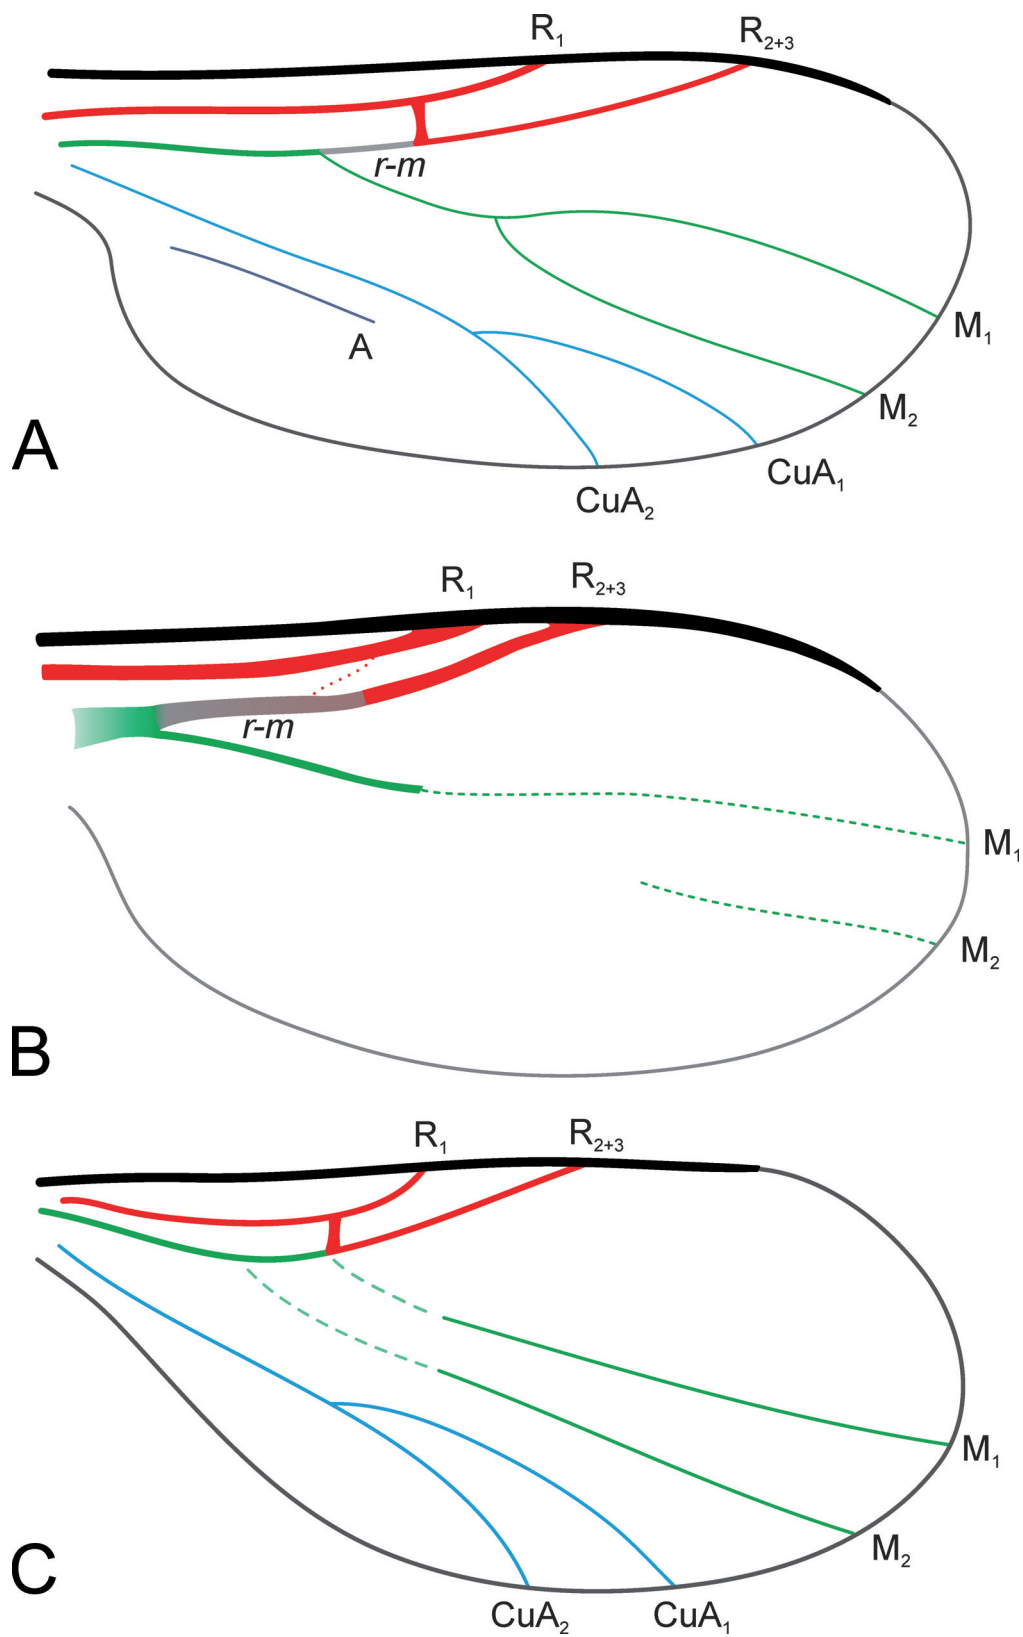 R₁ R₂₊₃
r-m
A
M₁
M₂
A
CuA₁
CuA₂
R₁ R₂₊₃
r-m
M₁
M₂
B
R₁ R₂₊₃
M₁
M₂
C
CuA₂ CuA₁